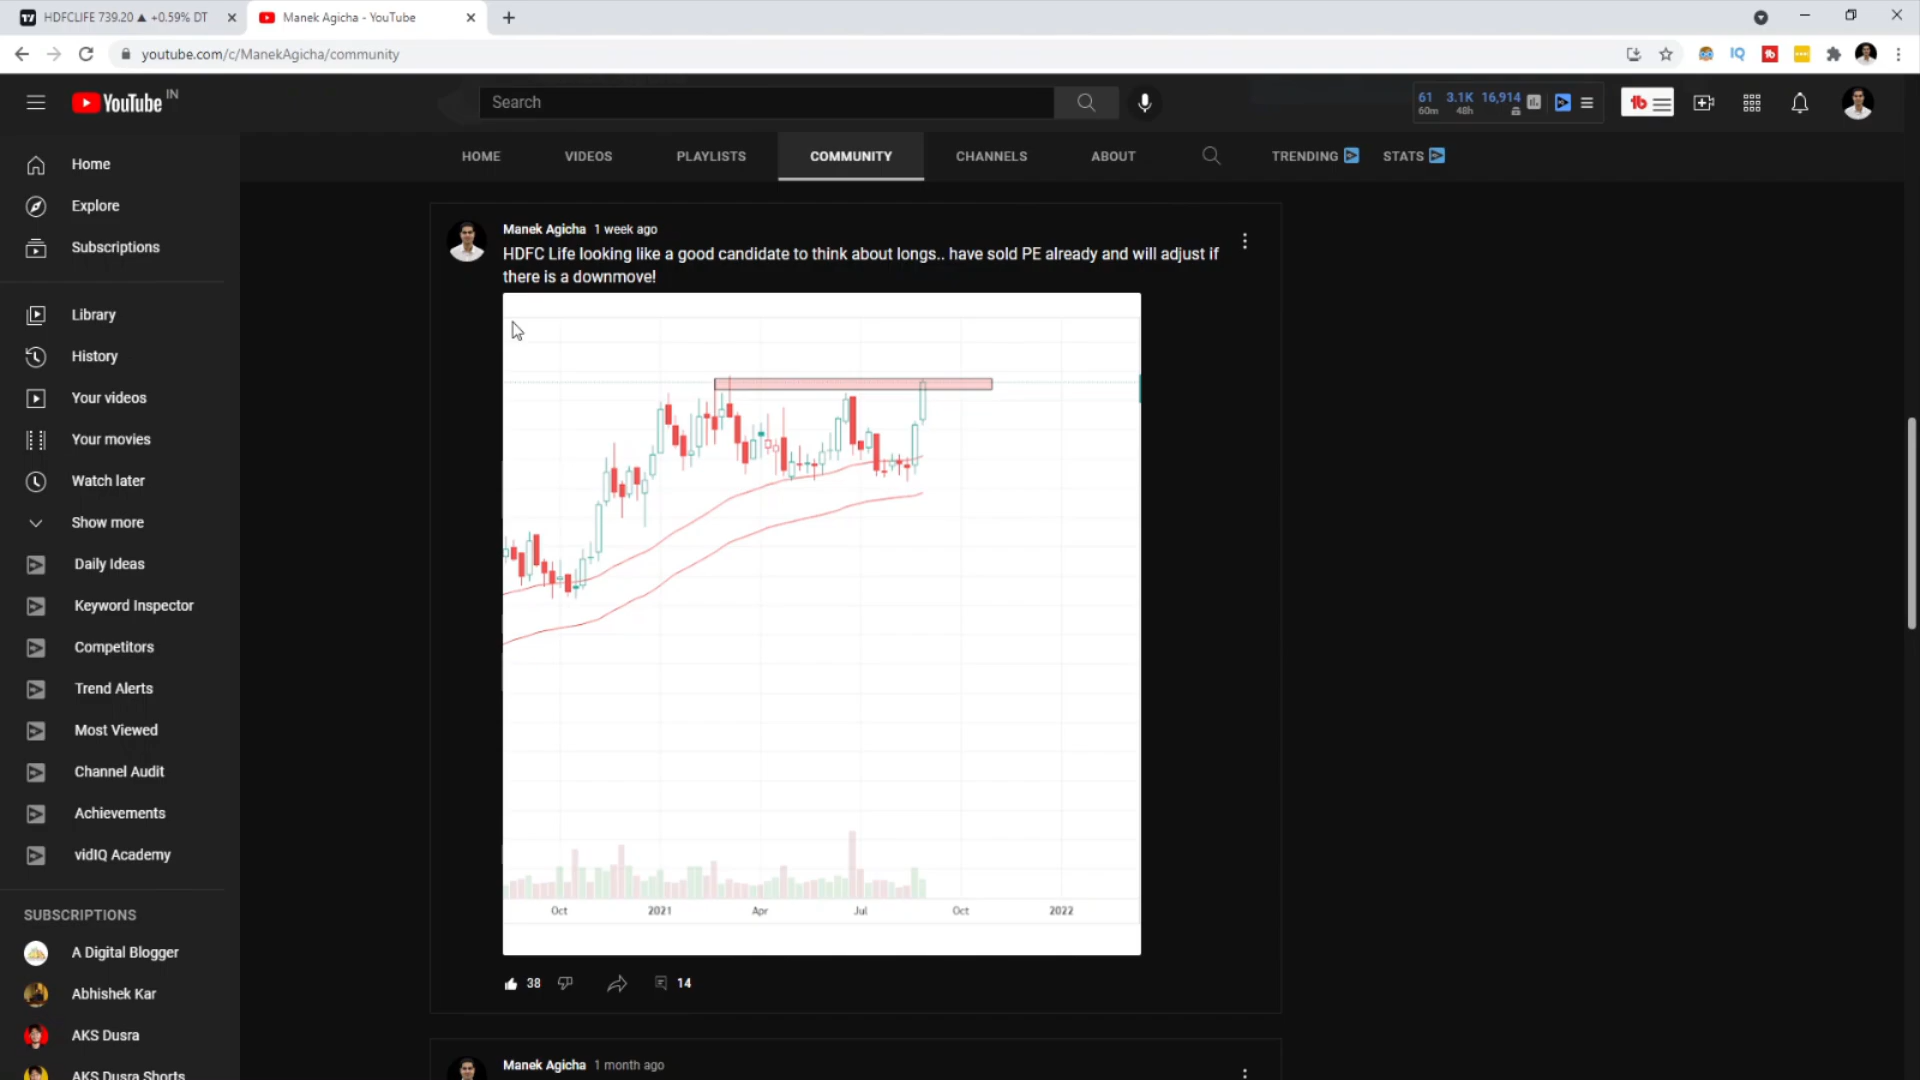 HDFCLIFE 739.20 ▲ +0.59% DT
Manek Agicha - YouTube
youtube.com/c/ManekAgicha/community
IQ
YouTube IN
Search
61 3.1K 16,914
60m 48h
HOME VIDEOS PLAYLISTS COMMUNITY CHANNELS ABOUT TRENDING STATS
Home
Explore
Subscriptions
Library
History
Your videos
Your movies
Watch later
Show more
Daily Ideas
Keyword Inspector
Competitors
Trend Alerts
Most Viewed
Channel Audit
Achievements
vidIQ Academy
SUBSCRIPTIONS
A Digital Blogger
Abhishek Kar
AKS Dusra
AKS Dusra Shorts
Manek Agicha 1 week ago
HDFC Life looking like a good candidate to think about longs.. have sold PE already and will adjust if
there is a downmove!
Oct 2021 Apr Jul Oct 2022
38 14
Manek Agicha 1 month ago